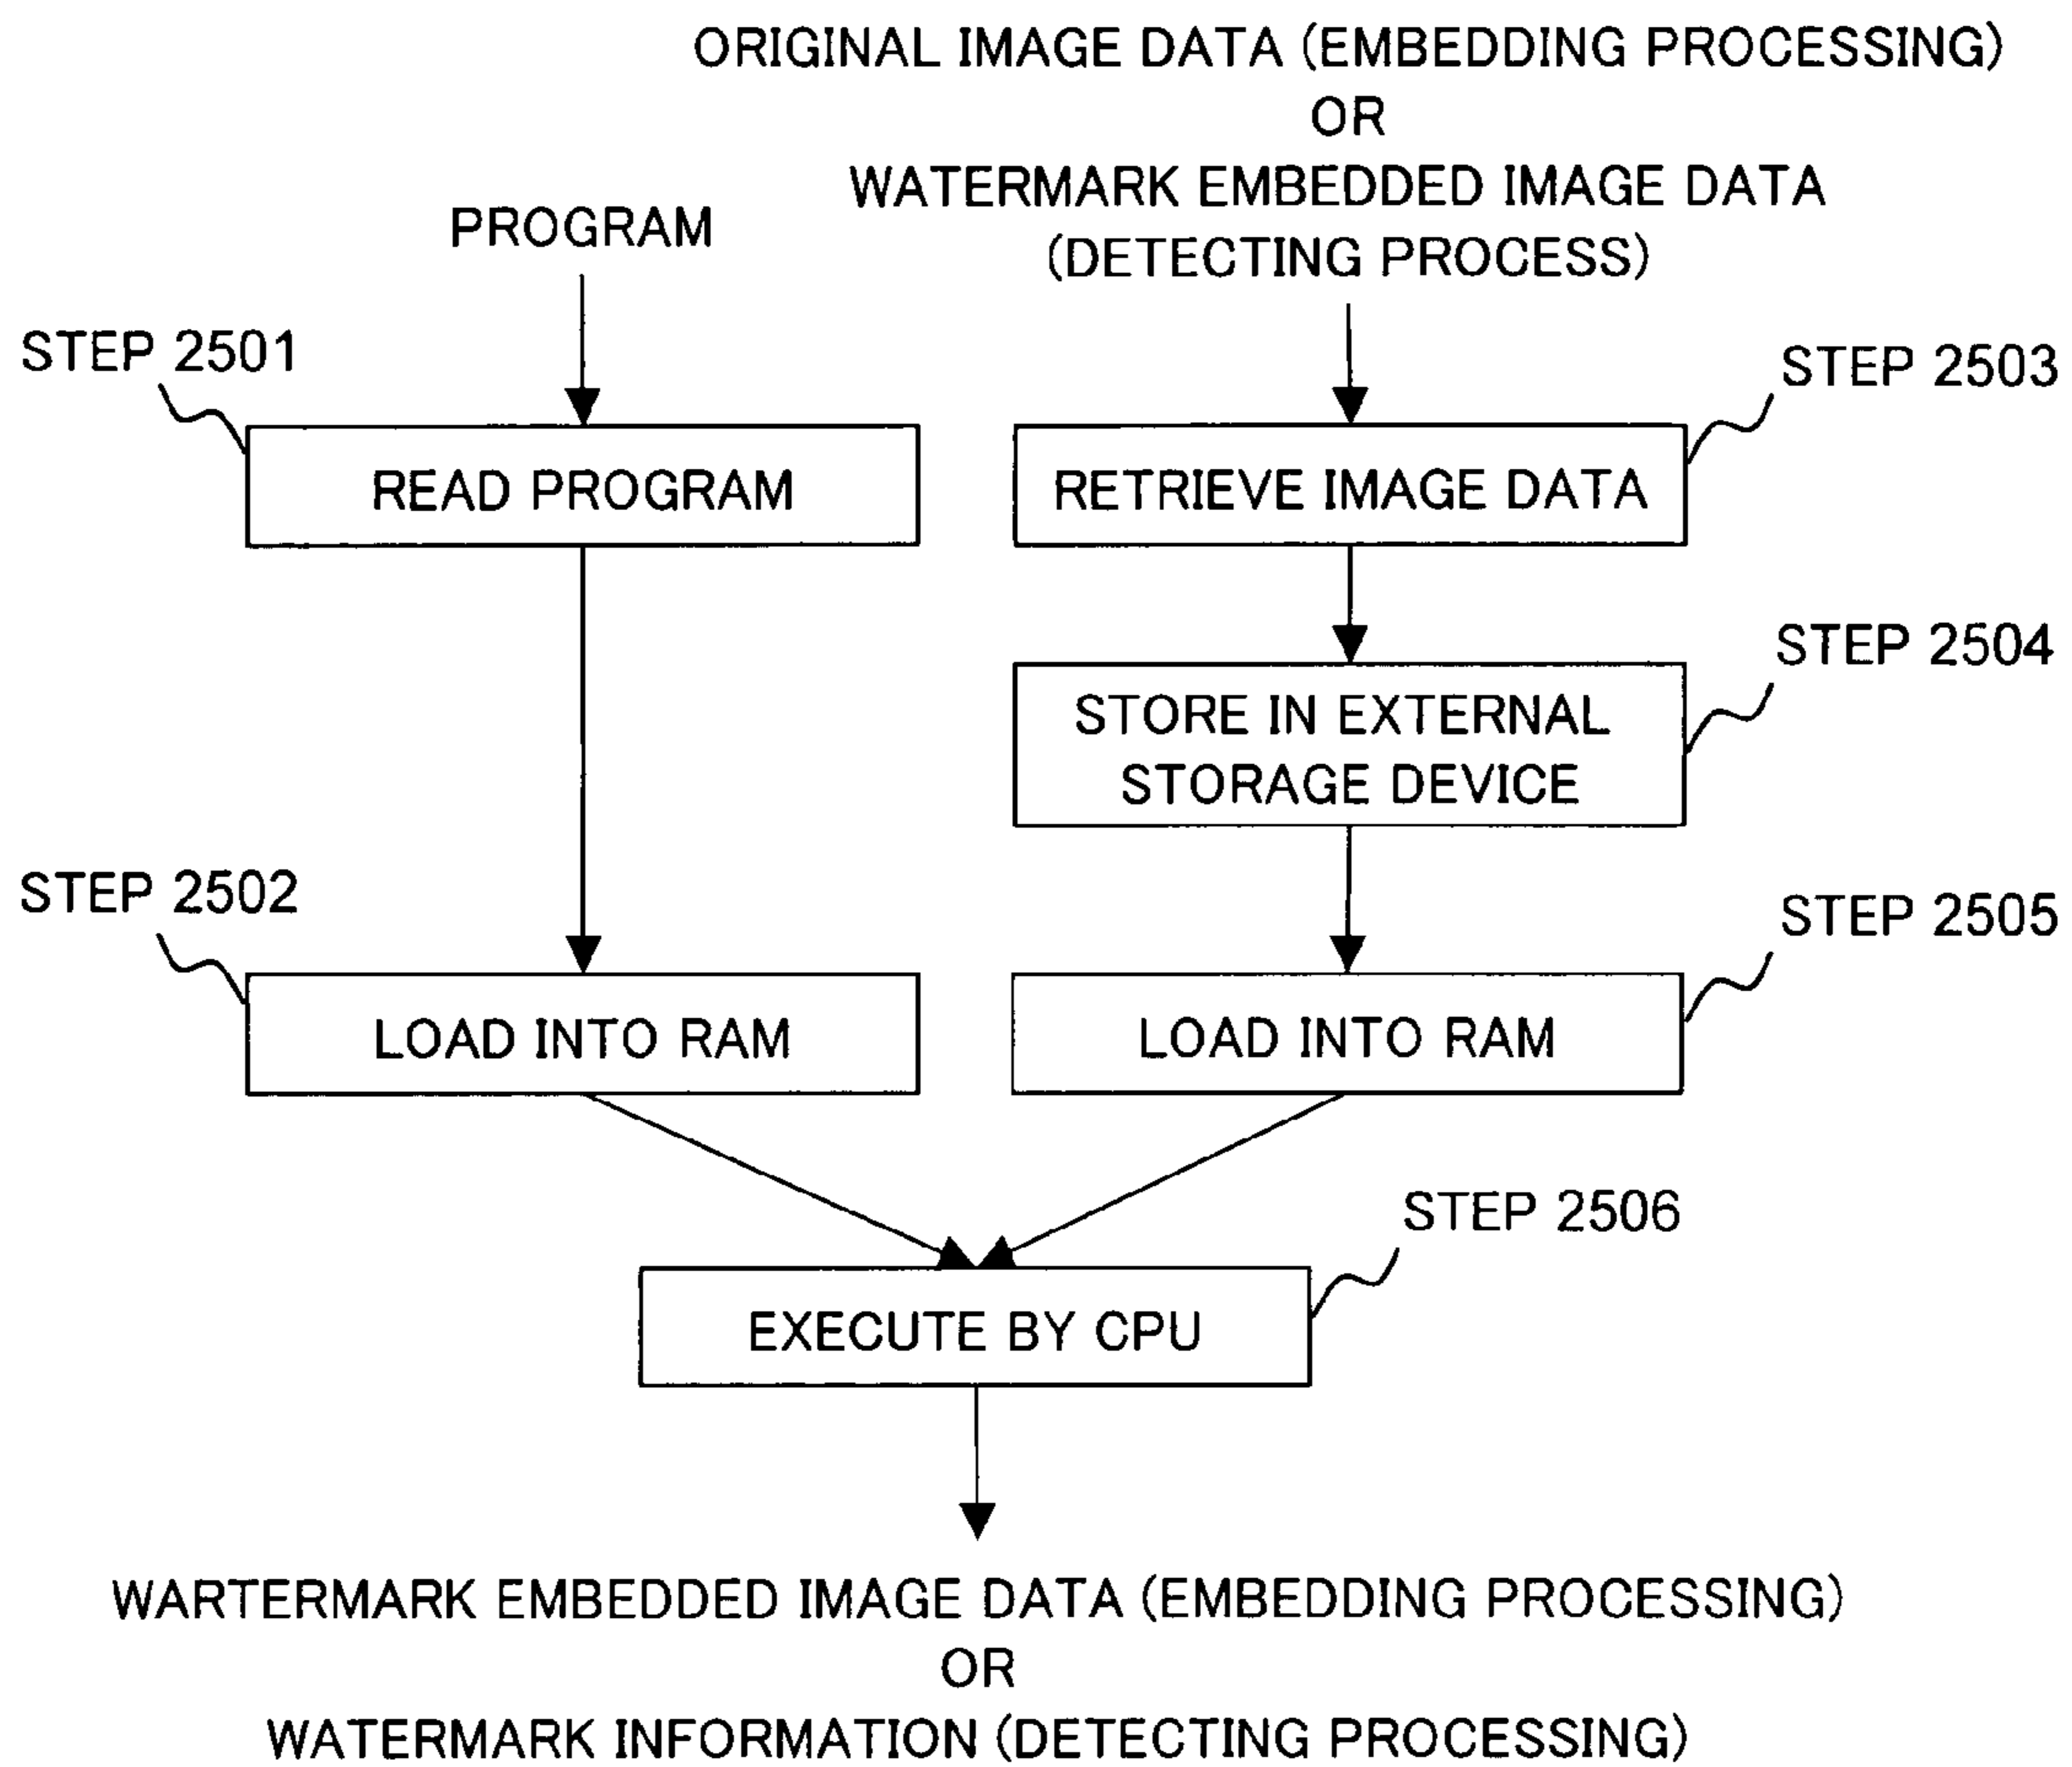 ORIGINAL IMAGE DATA (EMBEDDING PROCESSING)
OR
WATERMARK EMBEDDED IMAGE DATA
(DETECTING PROCESS)
PROGRAM
STEP 2501
STEP 2503
READ PROGRAM
RETRIEVE IMAGE DATA
STEP 2504
STORE IN EXTERNAL
STORAGE DEVICE
STEP 2502
STEP 2505
LOAD INTO RAM
LOAD INTO RAM
STEP 2506
EXECUTE BY CPU
WARTERMARK EMBEDDED IMAGE DATA (EMBEDDING PROCESSING)
OR
WATERMARK INFORMATION (DETECTING PROCESSING)